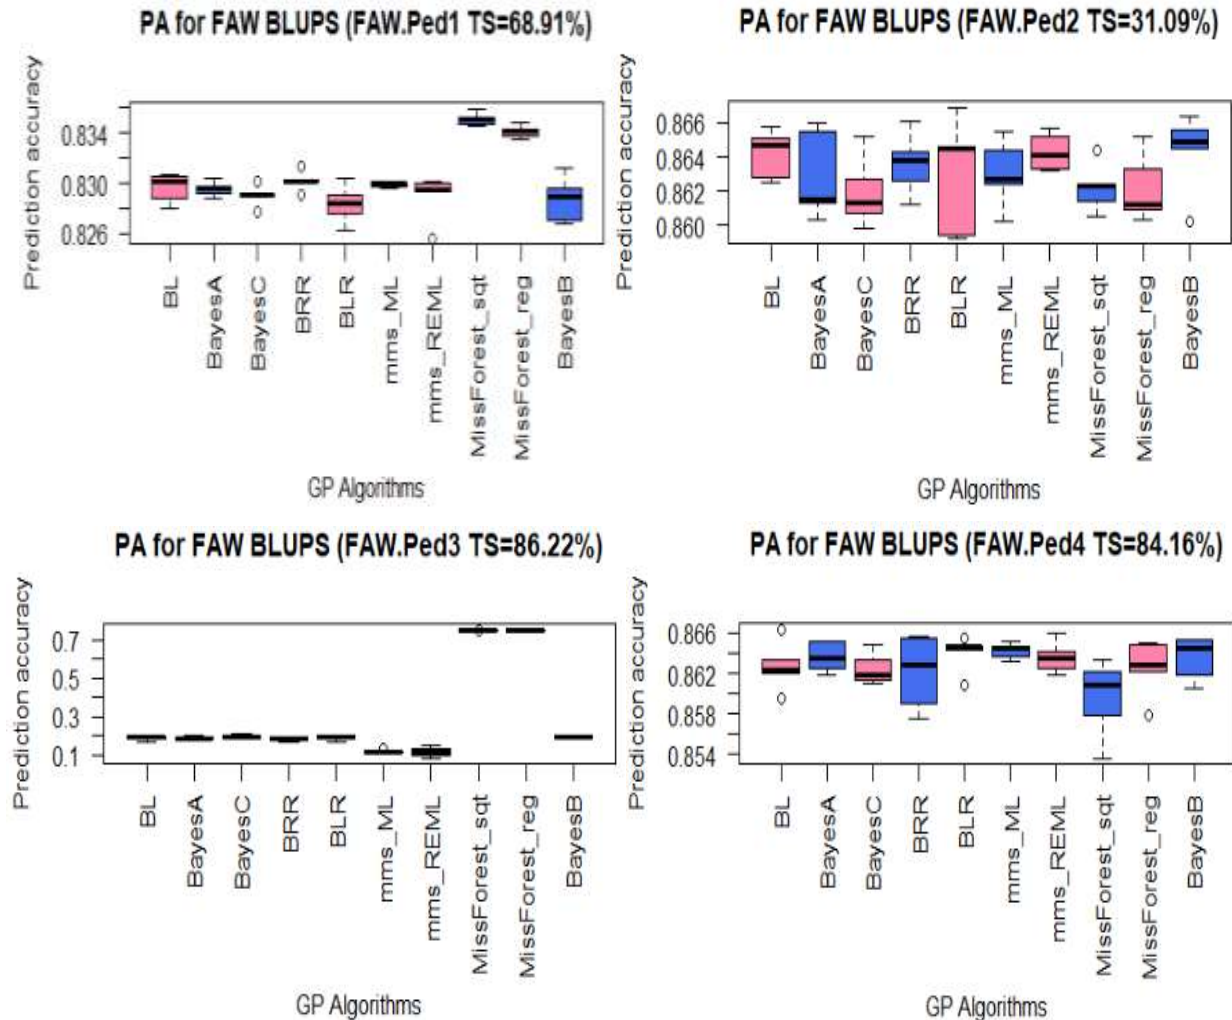 PA for FAW BLUPS (FAW.Ped1 TS=68.91%)
Prediction accuracy
0.834
0.830
0.826
BL
BayesA
BayesC
BRR
BLR
mms_ML
mms_REML
MissForest_sqt
MissForest_reg
BayesB
GP Algorithms
PA for FAW BLUPS (FAW.Ped2 TS=31.09%)
Prediction accuracy
0.866
0.864
0.862
0.860
BL
BayesA
BayesC
BRR
BLR
mms_ML
mms_REML
MissForest_sqt
MissForest_reg
BayesB
GP Algorithms
PA for FAW BLUPS (FAW.Ped3 TS=86.22%)
Prediction accuracy
0.7
0.5
0.3
0.1
BL
BayesA
BayesC
BRR
BLR
mms_ML
mms_REML
MissForest_sqt
MissForest_reg
BayesB
GP Algorithms
PA for FAW BLUPS (FAW.Ped4 TS=84.16%)
Prediction accuracy
0.866
0.862
0.858
0.854
BL
BayesA
BayesC
BRR
BLR
mms_ML
mms_REML
MissForest_sqt
MissForest_reg
BayesB
GP Algorithms